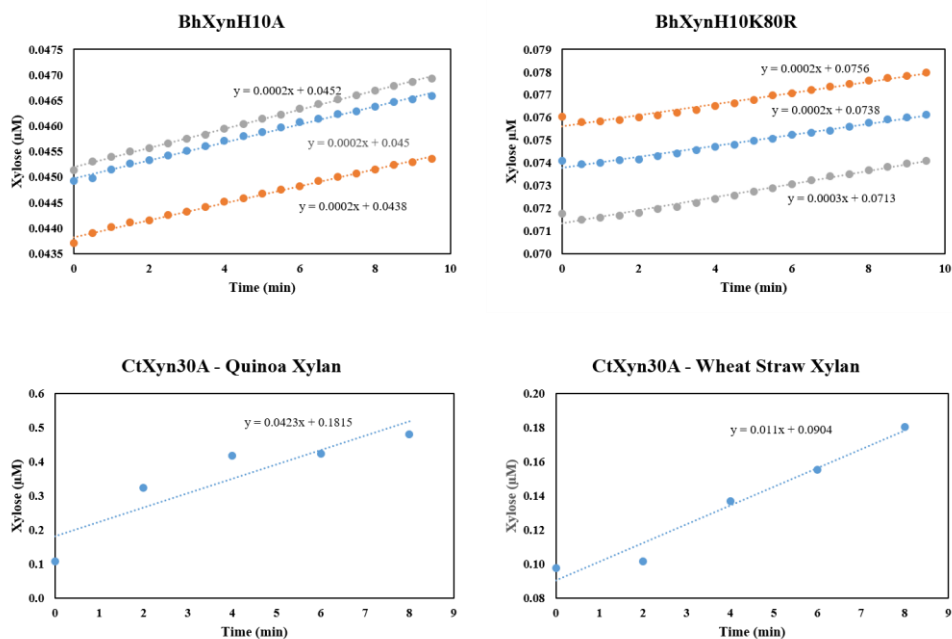 BhXynH10A
0.0475
0.0470
0.0465
0.0460
0.0455
0.0450
0.0445
0.0440
0.0435
Xylose (µM)
y = 0.0002x + 0.0452
y = 0.0002x + 0.045
y = 0.0002x + 0.0438
0 2 4 6 8 10
Time (min)
BhXynH10K80R
0.079
0.078
0.077
0.076
0.075
0.074
0.073
0.072
0.071
0.070
Xylose µM
y = 0.0002x + 0.0756
y = 0.0002x + 0.0738
y = 0.0003x + 0.0713
0 2 4 6 8 10
Time (min)
CtXyn30A - Quinoa Xylan
0.6
0.5
0.4
0.3
0.2
0.1
0.0
Xylose (µM)
y = 0.0423x + 0.1815
0 1 2 3 4 5 6 7 8 9
Time (min)
CtXyn30A - Wheat Straw Xylan
0.20
0.18
0.16
0.14
0.12
0.10
0.08
Xylose (µM)
y = 0.011x + 0.0904
0 1 2 3 4 5 6 7 8 9
Time (min)